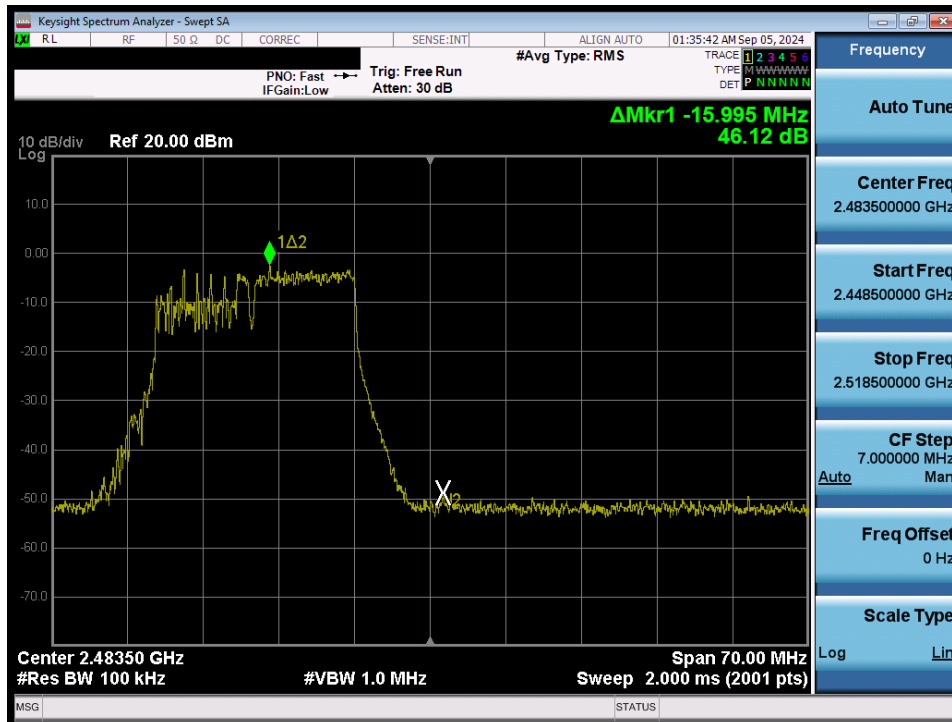 Keysight Spectrum Analyzer - Swept SA
LXI RL RF 50 Ω DC CORREC SENSE:INT ALIGN AUTO 01:35:42 AM Sep 05, 2024
PNO: Fast
IFGain:Low
Trig: Free Run
Atten: 30 dB
#Avg Type: RMS
TRACE 1 2 3 4 5 6
TYPE M W W W W W
DET P N N N N N
ΔMkr1 -15.995 MHz
46.12 dB
10 dB/div
Log
Ref 20.00 dBm
10.0
0.00
-10.0
-20.0
-30.0
-40.0
-50.0
-60.0
-70.0
1Δ2
X2
Center 2.48350 GHz
#Res BW 100 kHz
#VBW 1.0 MHz
Span 70.00 MHz
Sweep 2.000 ms (2001 pts)
MSG
STATUS
Frequency
Auto Tune
Center Freq
2.483500000 GHz
Start Freq
2.448500000 GHz
Stop Freq
2.518500000 GHz
CF Step
7.000000 MHz
Auto Man
Freq Offset
0 Hz
Scale Type
Log Lin